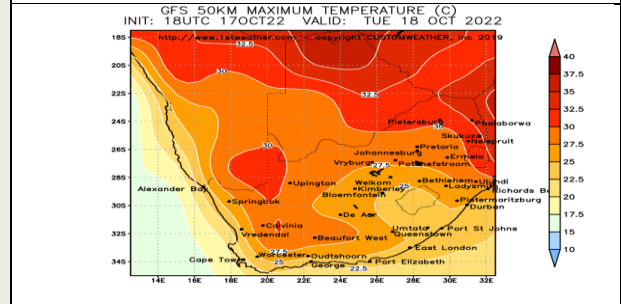 GFS 50KM MAXIMUM TEMPERATURE (C)
INIT: 18UTC 17OCT22 VALID: TUE 18 OCT 2022
http://www.1stweather.com copyright CUSTOMWEATHER, Inc 2019
18S
20S
22S
24S
26S
28S
30S
32S
34S
14E 16E 18E 20E 22E 24E 26E 28E 30E 32E
32.5
30
32.5
30
30
27.5
25
27.5
25
22.5
Pietersburg
Phalaborwa
Skukuza
Nelspruit
Pretoria
Johannesburg
Ermelo
Vryburg
Potchefstroom
Alexander Bay
Upington
Welkom
Kimberley
Bethlehem
Ulundi
Ladysmith
Richards Ba
Bloemfontein
Springbok
Pietermaritzburg
Durban
De Aar
Calvinia
Vredendal
Umtata
Port St Johns
Queenstown
Beaufort West
East London
Cape Town
Worcester
Oudtshoorn
George
Port Elizabeth
40
37.5
35
32.5
30
27.5
25
22.5
20
17.5
15
10